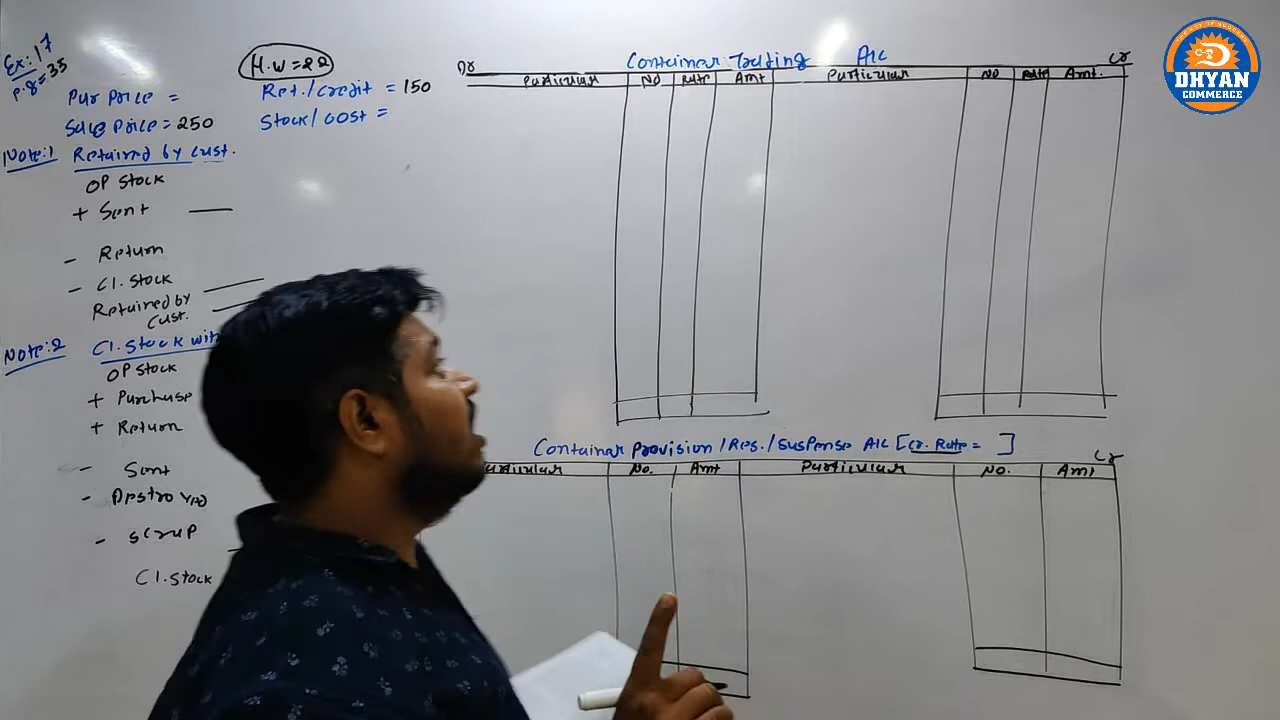 Ex: 17
P.g = 35
H.W = 22
Pur Price =
Sale Price = 250
Ret./credit = 150
Stock/cost =
Note:1 Retained by cust.
OP Stock
+ Sent
- Return
- Cl. Stock
Retained by
cust.
Note:2 Cl. Stock with
OP Stock
+ Purchase
+ Return
- Sent
- Destroyed
- Scrap
Cl. Stock
Dr Container Trading A/c Cr
Particular No Rate Amt Particular No Rate Amt.
Container Provision/Res./Suspense A/c [Cr. Rate = ]
Cr
Particular No. Amt Particular No. Amt
DHYAN
COMMERCE